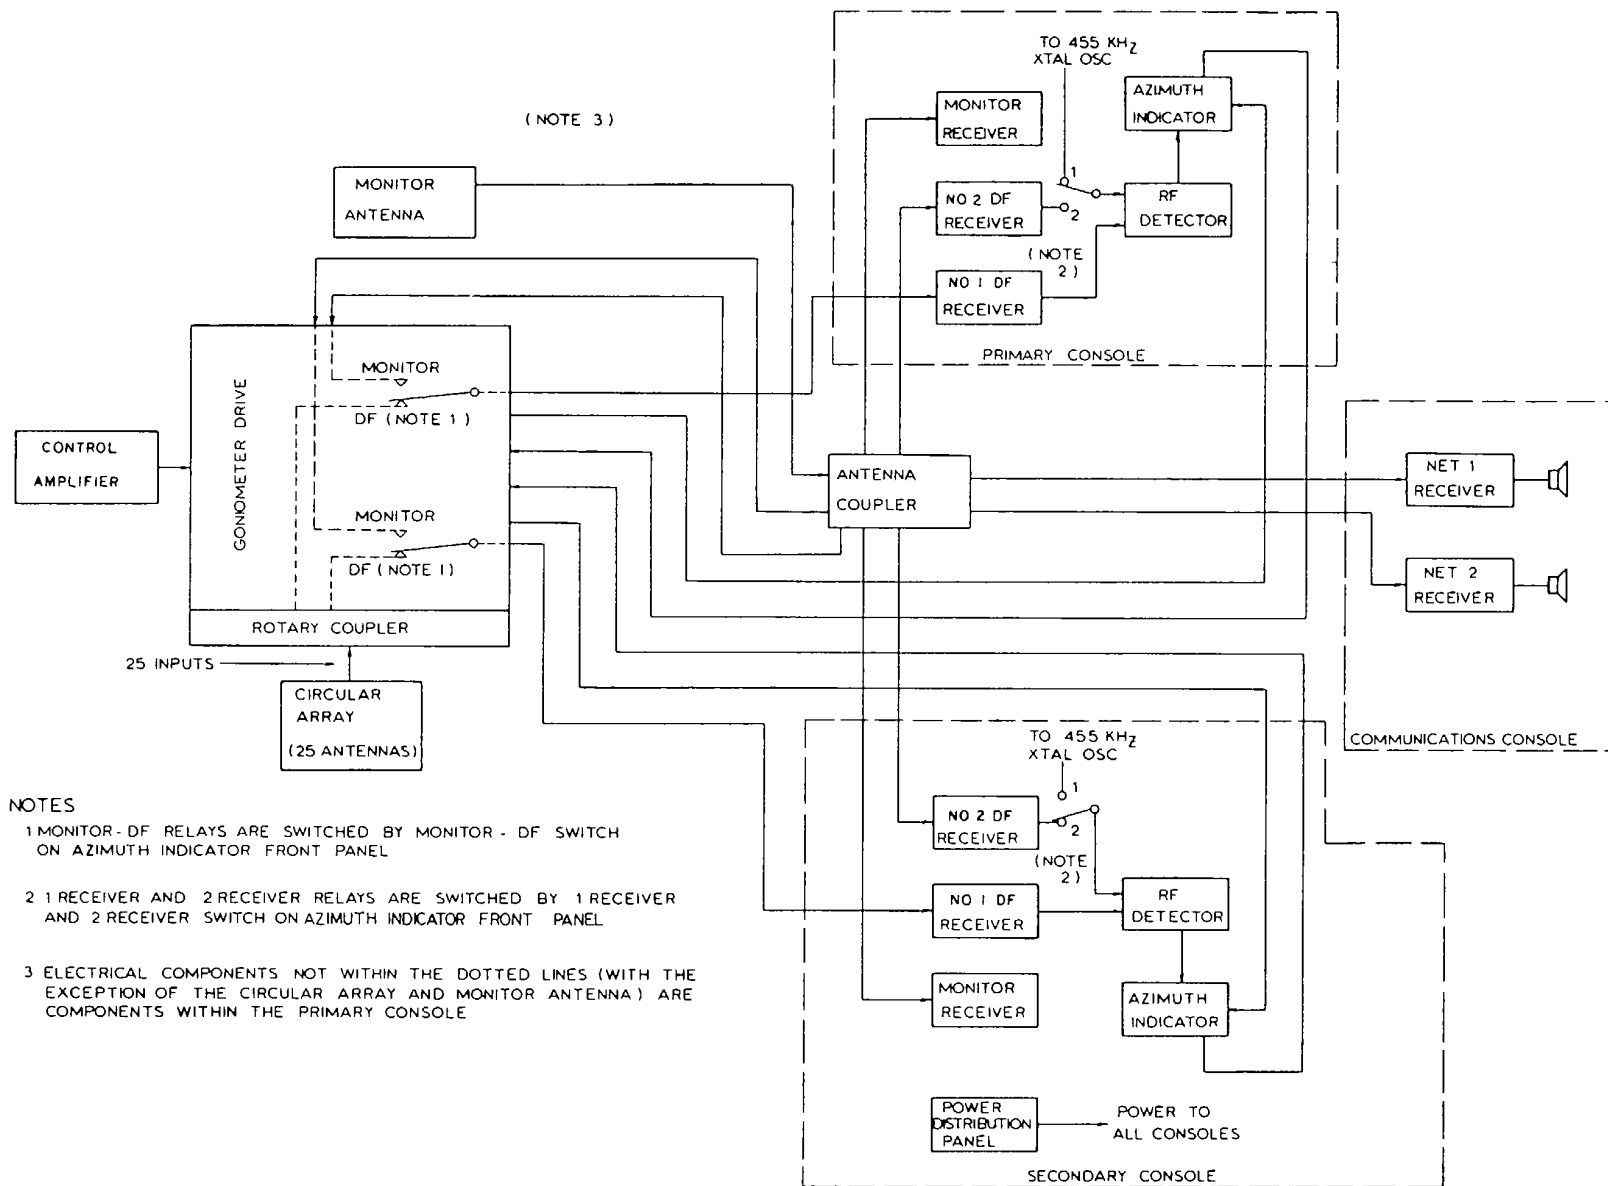 TO 455 KHz
XTAL OSC
(NOTE 3)
MONITOR
RECEIVER
AZIMUTH
INDICATOR
MONITOR
ANTENNA
NO 2 DF
RECEIVER
1
2
RF
DETECTOR
(NOTE
2)
NO 1 DF
RECEIVER
PRIMARY CONSOLE
GONIOMETER DRIVE
MONITOR
DF (NOTE 1)
CONTROL
AMPLIFIER
MONITOR
DF (NOTE 1)
ROTARY COUPLER
ANTENNA
COUPLER
NET 1
RECEIVER
NET 2
RECEIVER
COMMUNICATIONS CONSOLE
25 INPUTS
CIRCULAR
ARRAY
(25 ANTENNAS)
TO 455 KHz
XTAL OSC
1
2
NO 2 DF
RECEIVER
(NOTE
2)
NO 1 DF
RECEIVER
RF
DETECTOR
MONITOR
RECEIVER
AZIMUTH
INDICATOR
POWER
DISTRIBUTION
PANEL
POWER TO
ALL CONSOLES
SECONDARY CONSOLE
NOTES
1 MONITOR - DF RELAYS ARE SWITCHED BY MONITOR - DF SWITCH
ON AZIMUTH INDICATOR FRONT PANEL
2 1 RECEIVER AND 2 RECEIVER RELAYS ARE SWITCHED BY 1 RECEIVER
AND 2 RECEIVER SWITCH ON AZIMUTH INDICATOR FRONT PANEL
3 ELECTRICAL COMPONENTS NOT WITHIN THE DOTTED LINES (WITH THE
EXCEPTION OF THE CIRCULAR ARRAY AND MONITOR ANTENNA) ARE
COMPONENTS WITHIN THE PRIMARY CONSOLE